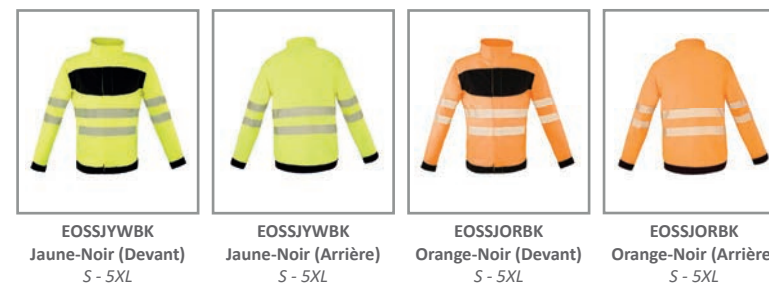 EOSSJYWBK
Jaune-Noir (Devant)
S - 5XL
EOSSJYWBK
Jaune-Noir (Arrière)
S - 5XL
EOSSJORBK
Orange-Noir (Devant)
S - 5XL
EOSSJORBK
Orange-Noir (Arrière
S - 5XL